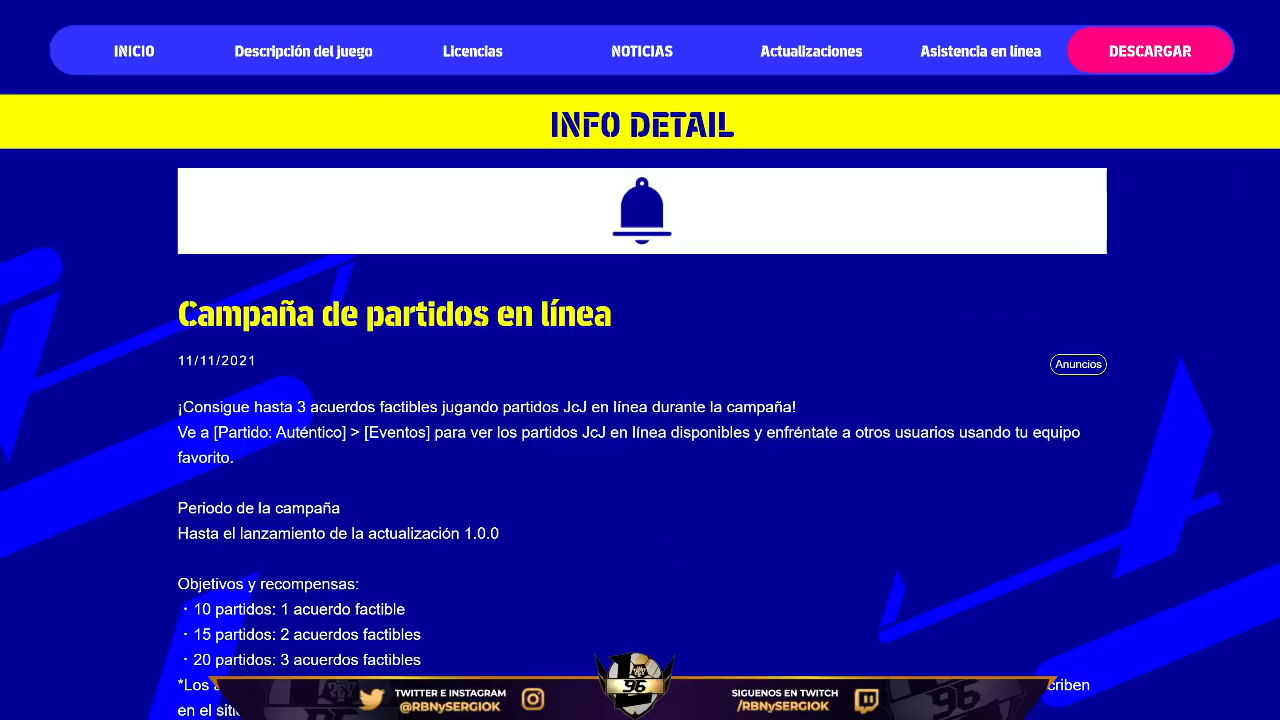 INICIO
Descripción del juego
Licencias
NOTICIAS
Actualizaciones
Asistencia en línea
DESCARGAR
INFO DETAIL
Campaña de partidos en línea
11/11/2021
Anuncios
¡Consigue hasta 3 acuerdos factibles jugando partidos JcJ en línea durante la campaña!
Ve a [Partido: Auténtico] > [Eventos] para ver los partidos JcJ en línea disponibles y enfréntate a otros usuarios usando tu equipo
favorito.
Periodo de la campaña
Hasta el lanzamiento de la actualización 1.0.0
Objetivos y recompensas:
・10 partidos: 1 acuerdo factible
・15 partidos: 2 acuerdos factibles
・20 partidos: 3 acuerdos factibles
*Los
en el
TWITTER E INSTAGRAM
@RBNySERGIOK
96
SIGUENOS EN TWITCH
/RBNySERGIOK